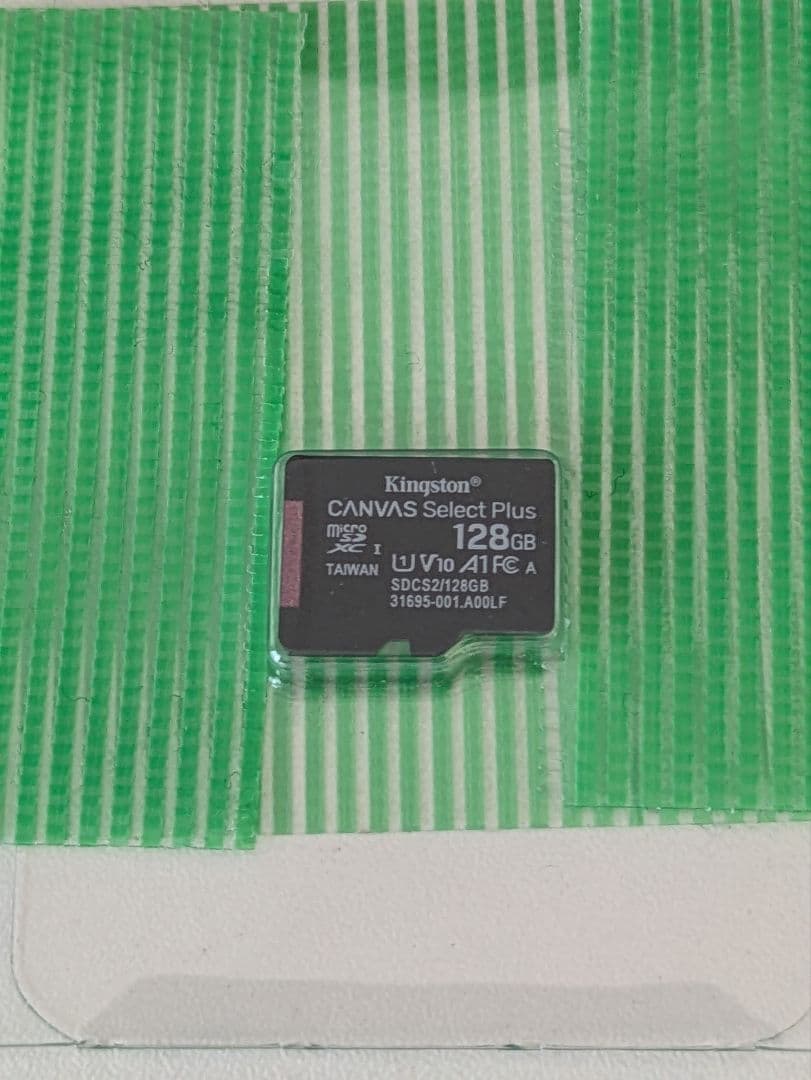 Kingston®
CANVAS Select Plus
micro SD XC I 128GB
TAIWAN U1 V10 A1 FC A
SDCS2/128GB
31695-001.A00LF